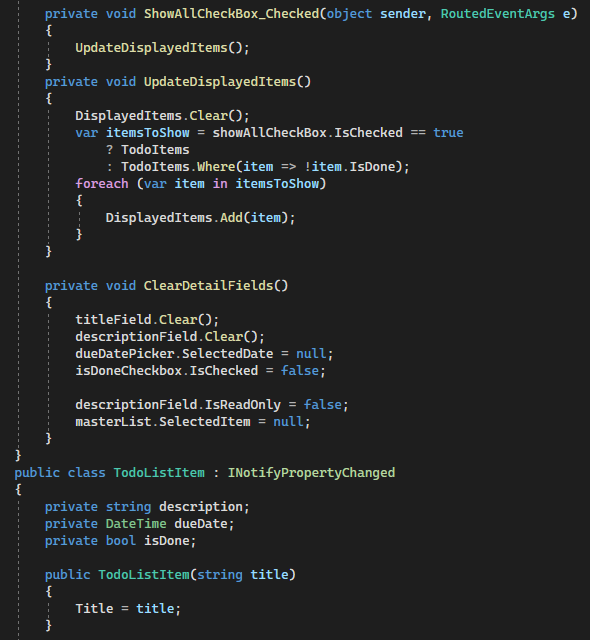 private void ShowAllCheckBox_Checked(object sender, RoutedEventArgs e)
{
UpdateDisplayedItems();
}
private void UpdateDisplayedItems()
{
DisplayedItems.Clear();
var itemsToShow = showAllCheckBox.IsChecked == true
? TodoItems
: TodoItems.Where(item => !item.IsDone);
foreach (var item in itemsToShow)
{
DisplayedItems.Add(item);
}
}
private void ClearDetailFields()
{
titleField.Clear();
descriptionField.Clear();
dueDatePicker.SelectedDate = null;
isDoneCheckbox.IsChecked = false;
descriptionField.IsReadOnly = false;
masterList.SelectedItem = null;
}
}
public class TodoListItem : INotifyPropertyChanged
{
private string description;
private DateTime dueDate;
private bool isDone;
public TodoListItem(string title)
{
Title = title;
}